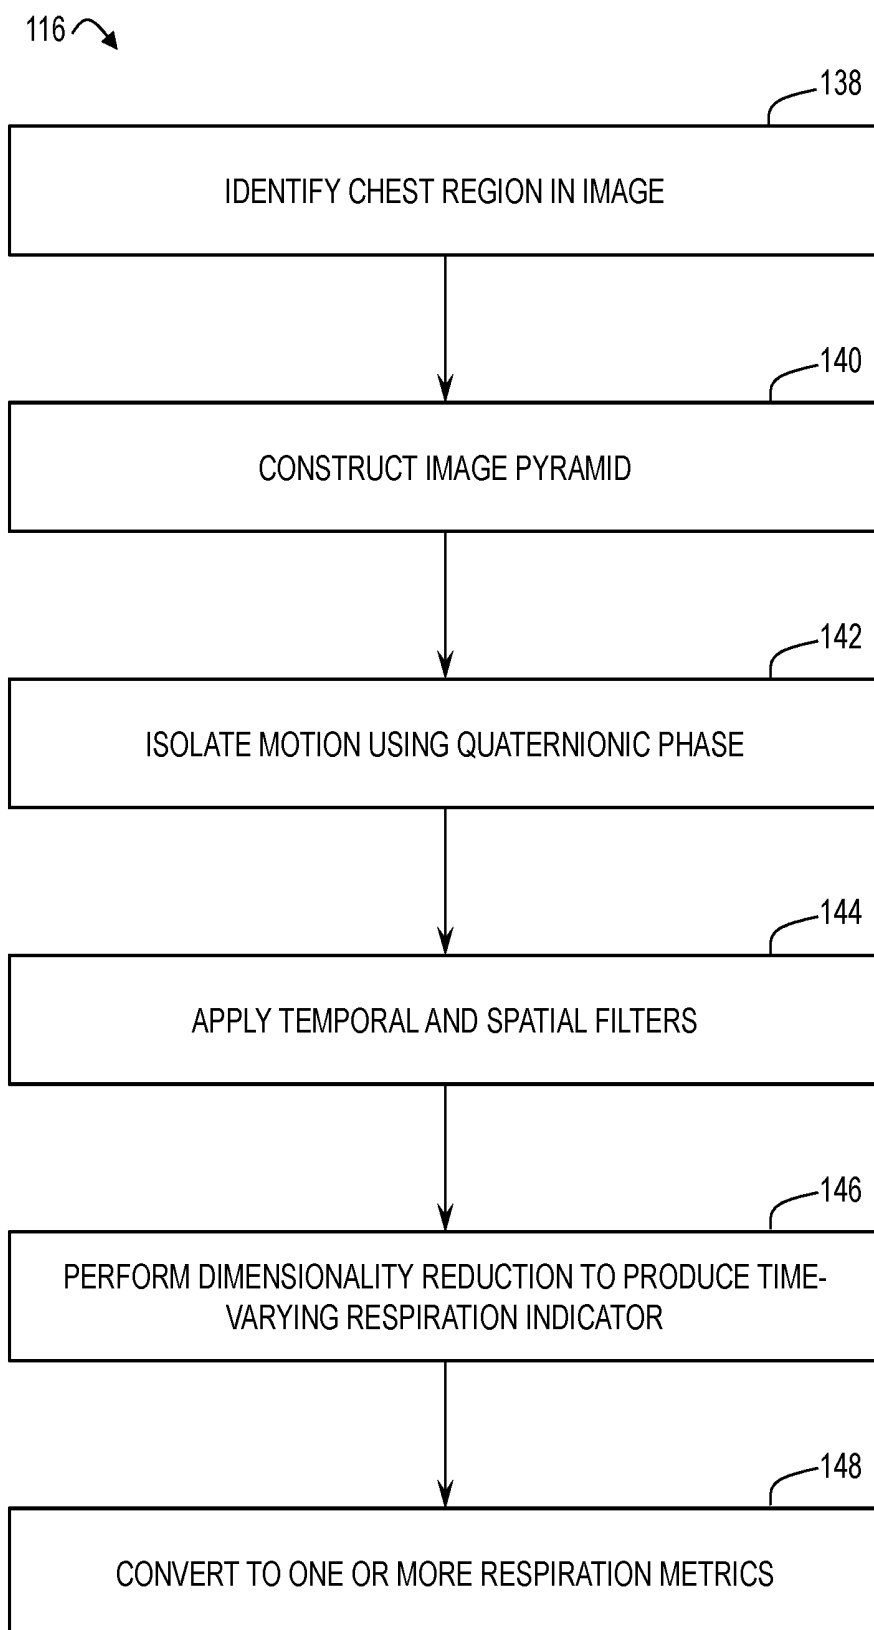 116
138
IDENTIFY CHEST REGION IN IMAGE
140
CONSTRUCT IMAGE PYRAMID
142
ISOLATE MOTION USING QUATERNIONIC PHASE
144
APPLY TEMPORAL AND SPATIAL FILTERS
146
PERFORM DIMENSIONALITY REDUCTION TO PRODUCE TIME-
VARYING RESPIRATION INDICATOR
148
CONVERT TO ONE OR MORE RESPIRATION METRICS